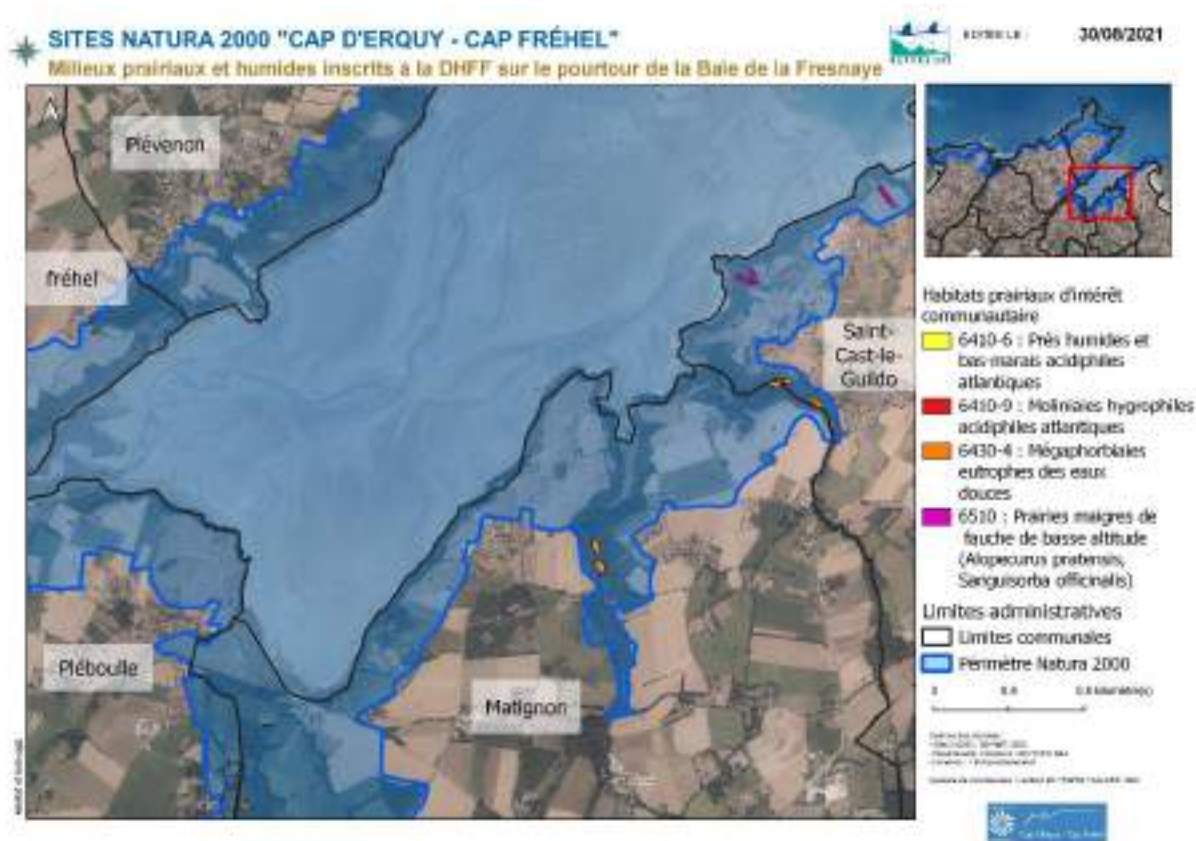 SITES NATURA 2000 "CAP D'ERQUY - CAP FRÉHEL"
30/08/2021
Milieux prairiaux et humides inscrits à la DHFF sur le pourtour de la Baie de la Fresnaye
Plévenon
fréhel
Saint-
Cast-le-
Guildo
Pléboulle
Matignon
Habitats prairiaux d'intérêt
communautaire
6410-6 : Prés humides et
bas-marais acidiphiles
atlantiques
6410-9 : Moliniaies hygrophiles
acidiphiles atlantiques
6430-4 : Mégaphorbiaies
eutrophes des eaux
douces
6510 : Prairies maigres de
fauche de basse altitude
(Alopecurus pratensis,
Sanguisorba officinalis)
Limites administratives
Limites communales
Périmètre Natura 2000